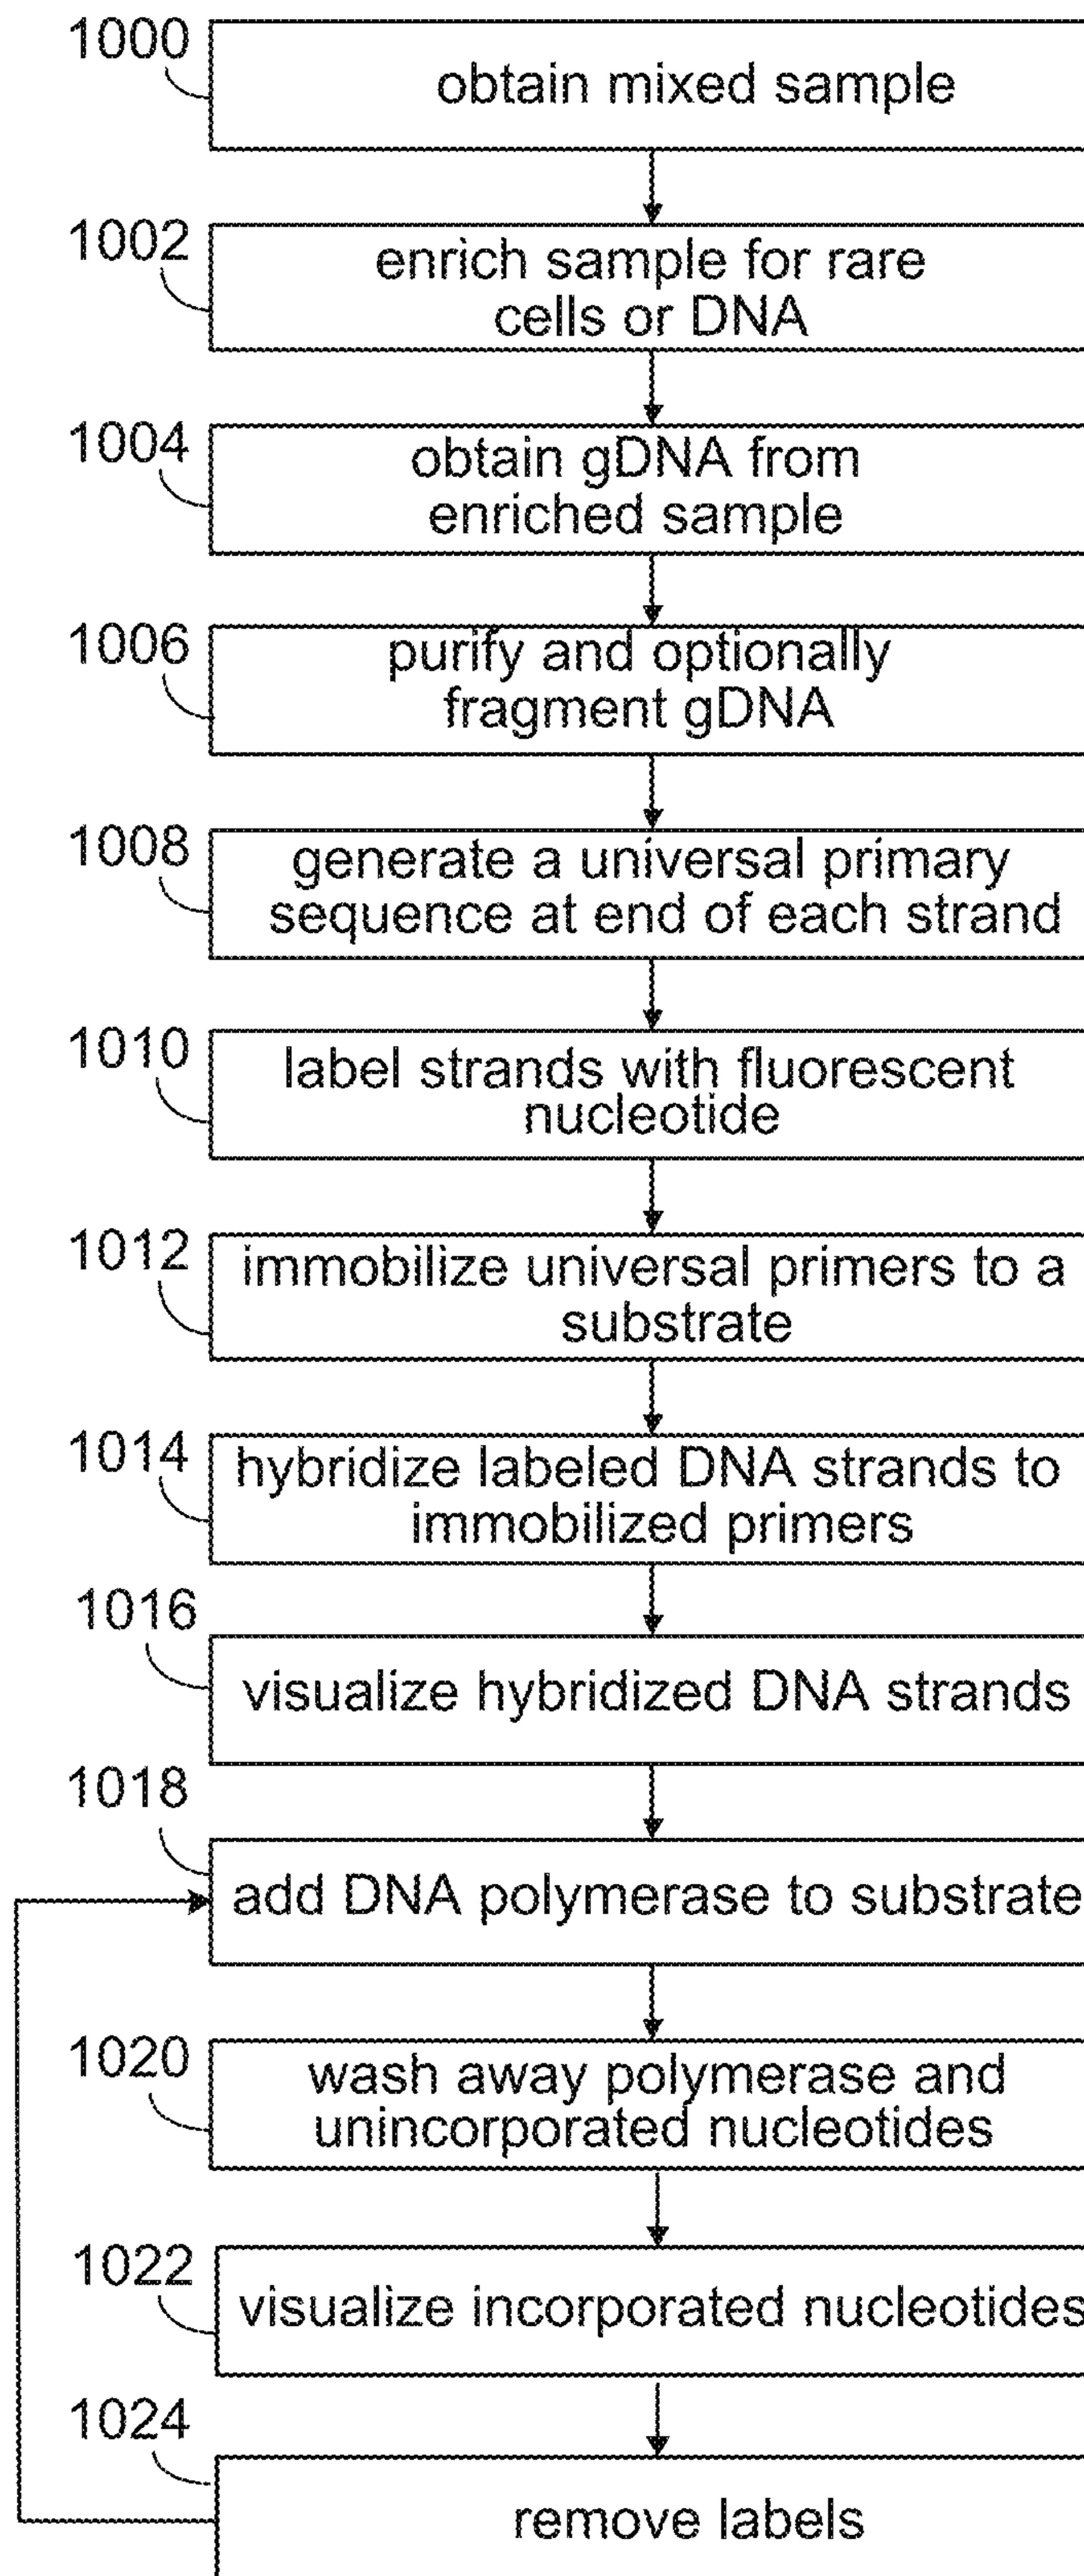 1000
obtain mixed sample
1002
enrich sample for rare
cells or DNA
1004
obtain gDNA from
enriched sample
1006
purify and optionally
fragment gDNA
1008
generate a universal primary
sequence at end of each strand
1010
label strands with fluorescent
nucleotide
1012
immobilize universal primers to a
substrate
1014
hybridize labeled DNA strands to
immobilized primers
1016
visualize hybridized DNA strands
1018
add DNA polymerase to substrate
1020
wash away polymerase and
unincorporated nucleotides
1022
visualize incorporated nucleotides
1024
remove labels